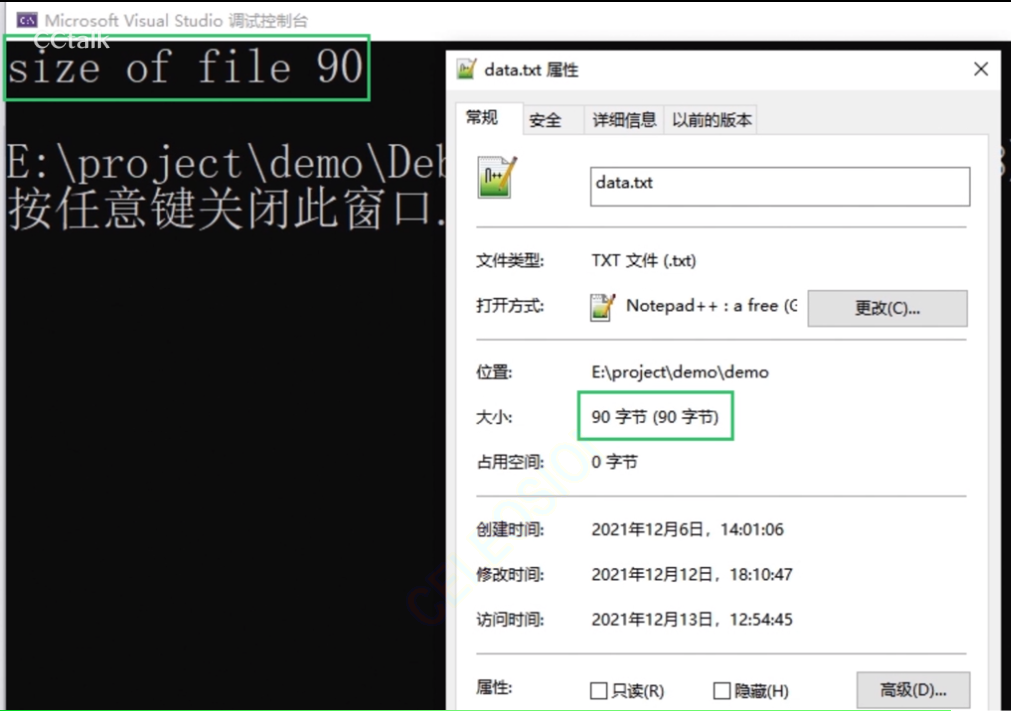 Microsoft Visual Studio 调试控制台
CCtalk
size of file 90
E:\project\demo\Deb
按任意键关闭此窗口.
data.txt 属性
常规 安全 详细信息 以前的版本
data.txt
文件类型: TXT 文件 (.txt)
打开方式: Notepad++ : a free (G 更改(C)...
位置: E:\project\demo\demo
大小: 90 字节 (90 字节)
占用空间: 0 字节
创建时间: 2021年12月6日，14:01:06
修改时间: 2021年12月12日，18:10:47
访问时间: 2021年12月13日，12:54:45
属性: 只读(R) 隐藏(H) 高级(D)...